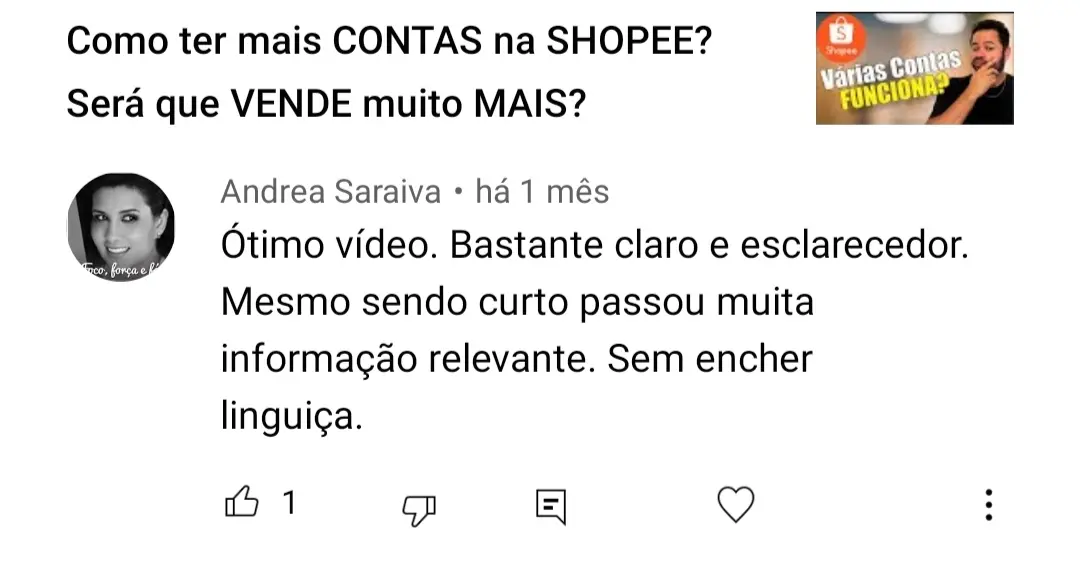 Como ter mais CONTAS na SHOPEE?
Será que VENDE muito MAIS?
Shopee
Várias Contas
FUNCIONA?
Andrea Saraiva • há 1 mês
Foco, força e fé
Ótimo vídeo. Bastante claro e esclarecedor.
Mesmo sendo curto passou muita
informação relevante. Sem encher
linguiça.
1